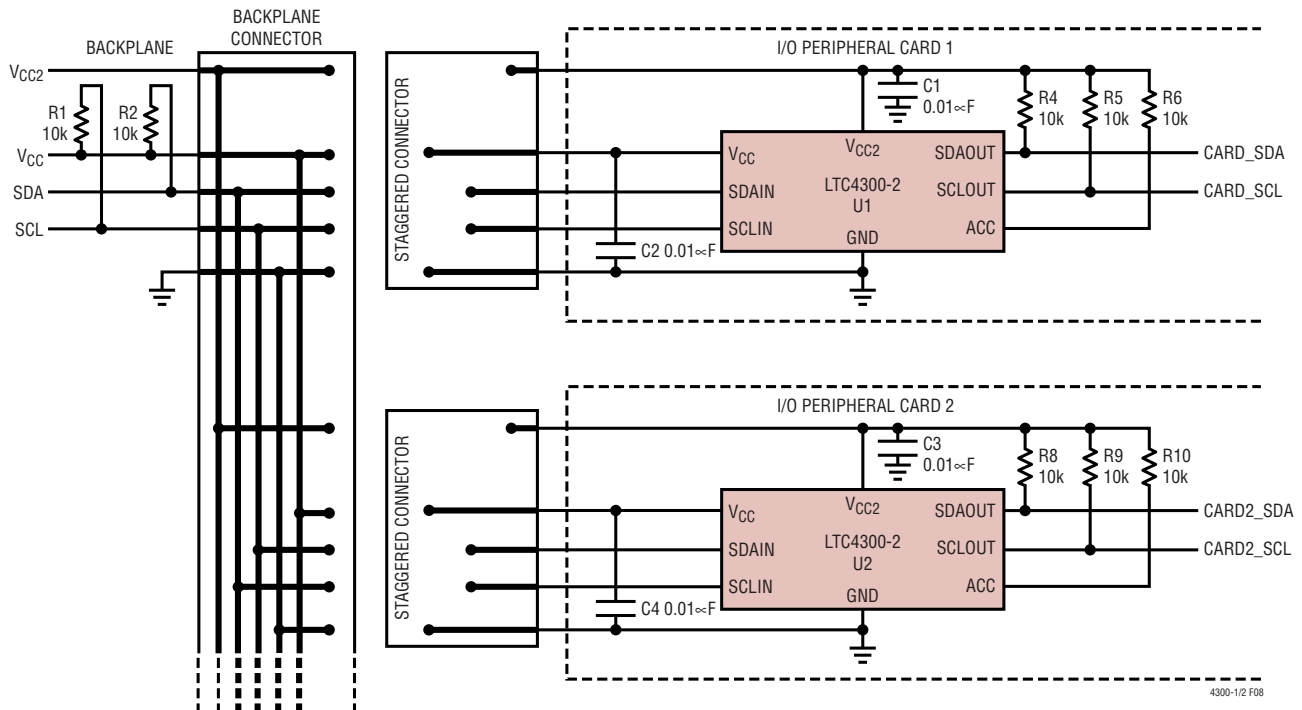 BACKPLANE
BACKPLANE
CONNECTOR
VCC2
R1
10k
R2
10k
VCC
SDA
SCL
STAGGERED CONNECTOR
I/O PERIPHERAL CARD 1
C1
0.01∝F
R4
10k
R5
10k
R6
10k
VCC
VCC2
SDAOUT
CARD_SDA
SDAIN
LTC4300-2
U1
SCLOUT
CARD_SCL
SCLIN
GND
ACC
C2 0.01∝F
STAGGERED CONNECTOR
I/O PERIPHERAL CARD 2
C3
0.01∝F
R8
10k
R9
10k
R10
10k
VCC
VCC2
SDAOUT
CARD2_SDA
SDAIN
LTC4300-2
U2
SCLOUT
CARD2_SCL
SCLIN
GND
ACC
C4 0.01∝F
4300-1/2 F08